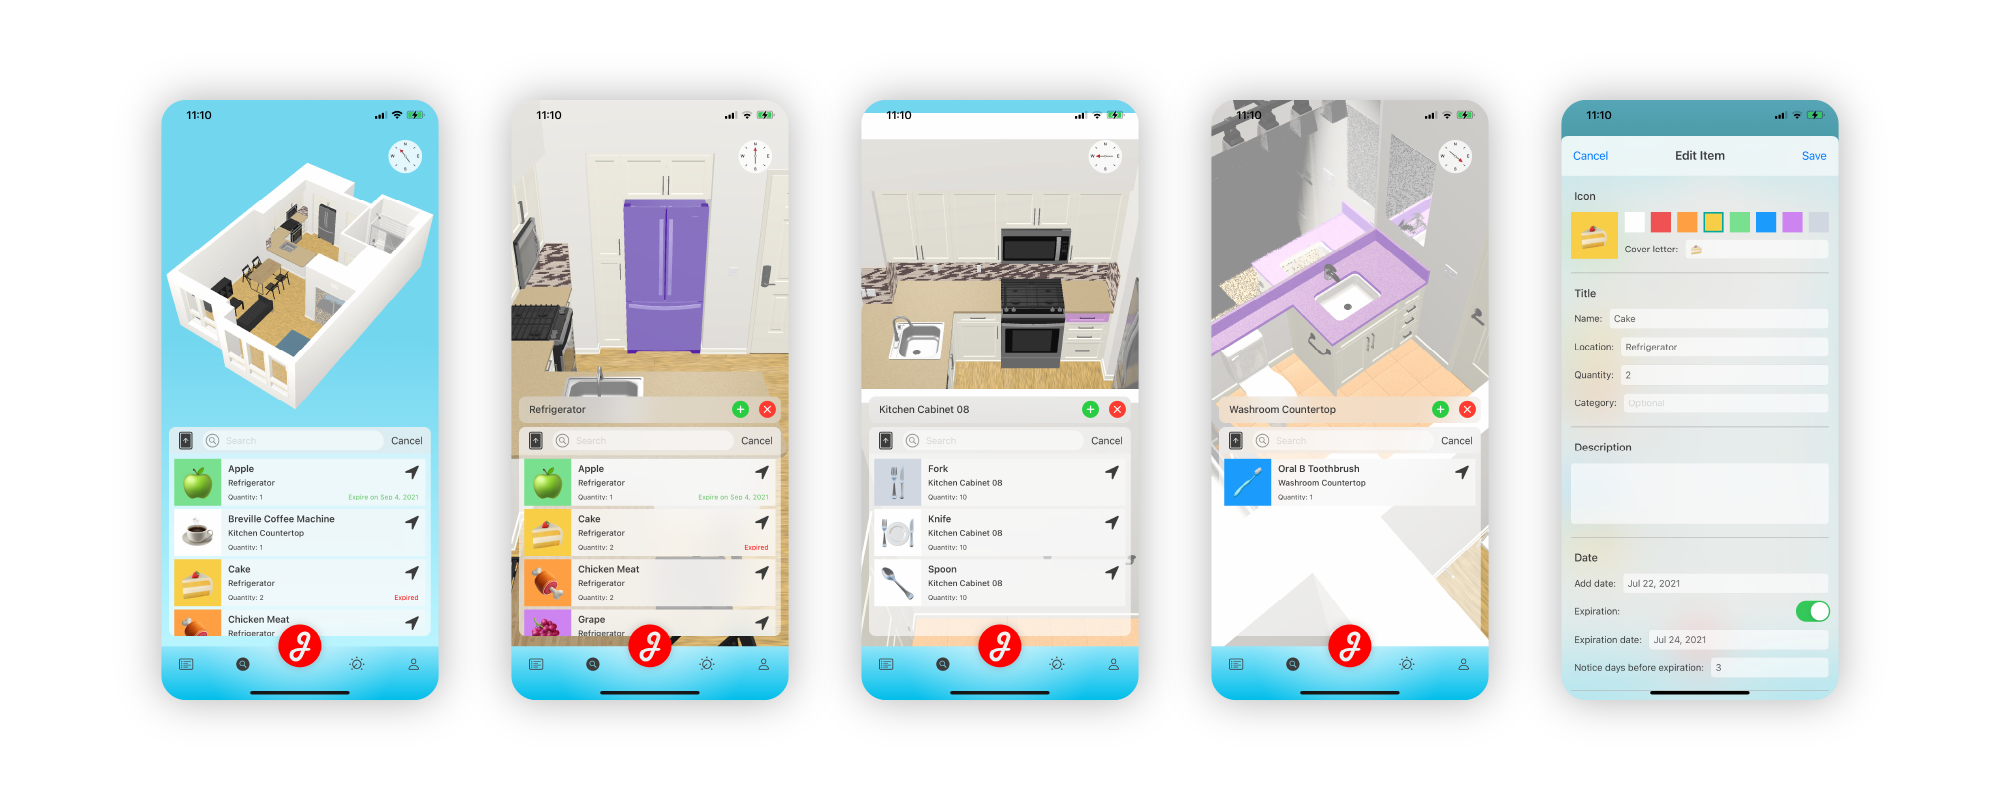 11:10
N
W E
S
Search
Cancel
Apple
Refrigerator
Quantity: 1
Expire on Sep 4, 2021
Breville Coffee Machine
Kitchen Countertop
Quantity: 1
Cake
Refrigerator
Quantity: 2
Expired
Chicken Meat
Refrigerator
J
11:10
N
W E
S
Refrigerator
Search
Cancel
Apple
Refrigerator
Quantity: 1
Expire on Sep 4, 2021
Cake
Refrigerator
Quantity: 2
Expired
Chicken Meat
Refrigerator
Quantity: 2
Grape
Refrigerator
J
11:10
N
W E
S
Kitchen Cabinet 08
Search
Cancel
Fork
Kitchen Cabinet 08
Quantity: 10
Knife
Kitchen Cabinet 08
Quantity: 10
Spoon
Kitchen Cabinet 08
Quantity: 10
J
11:10
N
W E
S
Washroom Countertop
Search
Cancel
Oral B Toothbrush
Washroom Countertop
Quantity: 1
J
11:10
Cancel
Edit Item
Save
Icon
Cover letter:
Title
Name: Cake
Location: Refrigerator
Quantity: 2
Category: Optional
Description
Date
Add date: Jul 22, 2021
Expiration:
Expiration date: Jul 24, 2021
Notice days before expiration: 3